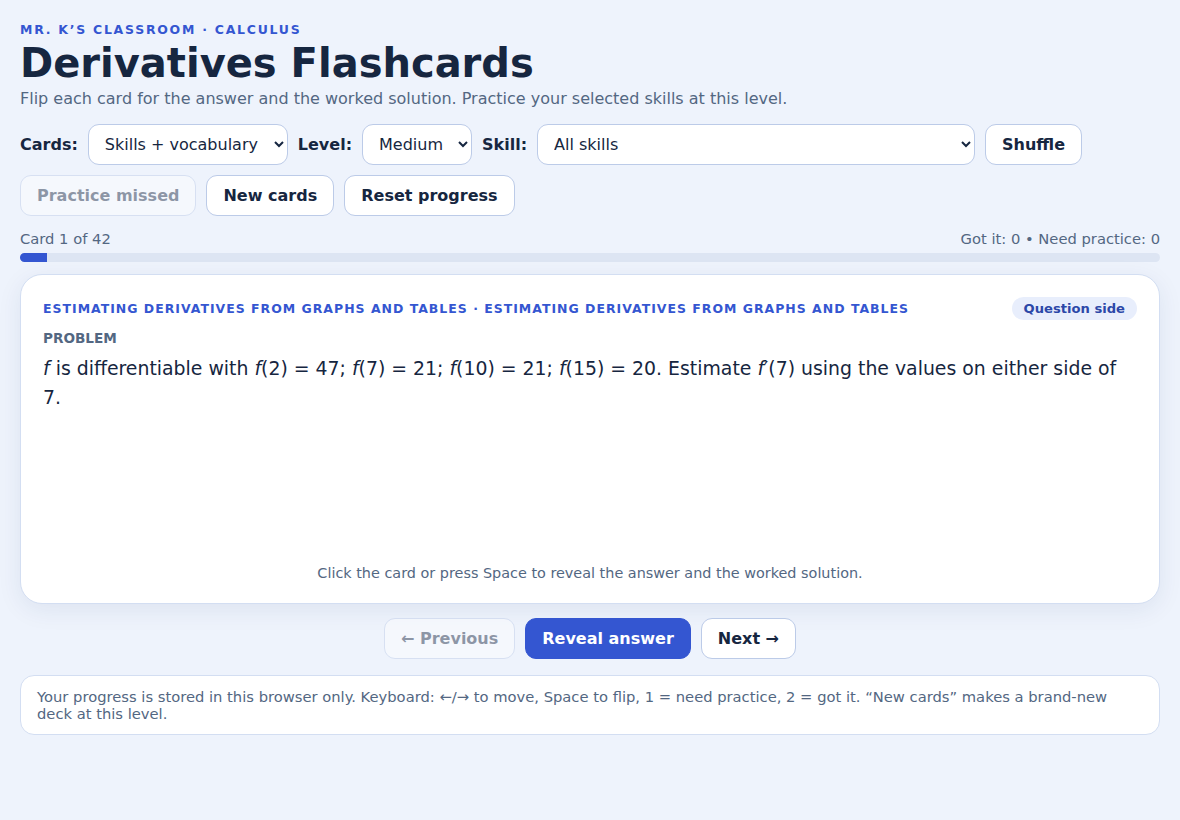 MR. K’S CLASSROOM · CALCULUS
Derivatives Flashcards
Flip each card for the answer and the worked solution. Practice your selected skills at this level.
Cards: Skills + vocabulary Level: Medium Skill: All skills Shuffle
Practice missed New cards Reset progress
Card 1 of 42 Got it: 0 • Need practice: 0
ESTIMATING DERIVATIVES FROM GRAPHS AND TABLES · ESTIMATING DERIVATIVES FROM GRAPHS AND TABLES Question side
PROBLEM
f is differentiable with f(2) = 47; f(7) = 21; f(10) = 21; f(15) = 20. Estimate f′(7) using the values on either side of
7.
Click the card or press Space to reveal the answer and the worked solution.
← Previous Reveal answer Next →
Your progress is stored in this browser only. Keyboard: ←/→ to move, Space to flip, 1 = need practice, 2 = got it. “New cards” makes a brand-new
deck at this level.